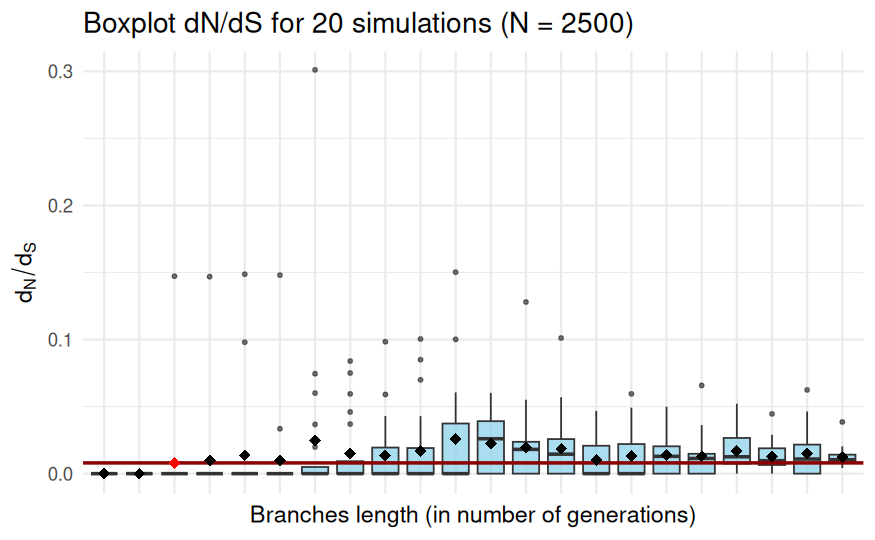 Boxplot dN/dS for 20 simulations (N = 2500)
0.3
0.2
0.1
0.0
dN/dS
Branches length (in number of generations)